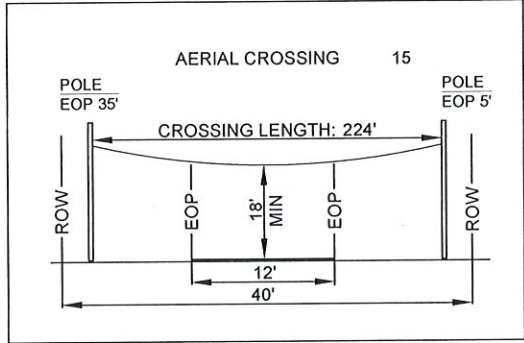 AERIAL CROSSING 15
POLE
EOP 35'
POLE
EOP 5'
CROSSING LENGTH: 224'
ROW
EOP
18'
MIN
EOP
ROW
12'
40'